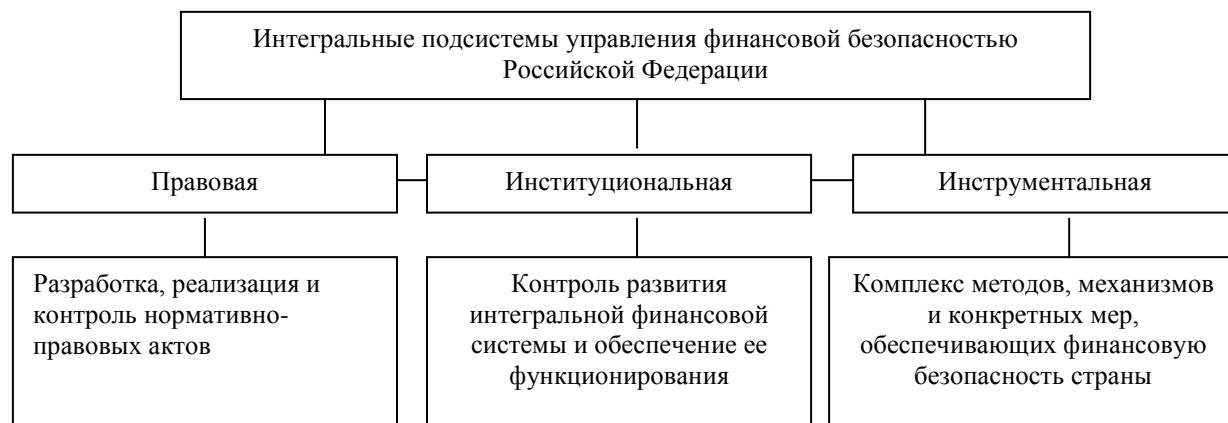 Интегральные подсистемы управления финансовой безопасностью
Российской Федерации
Правовая
Институциональная
Инструментальная
Разработка, реализация и
контроль нормативно-
правовых актов
Контроль развития
интегральной финансовой
системы и обеспечение ее
функционирования
Комплекс методов, механизмов
и конкретных мер,
обеспечивающих финансовую
безопасность страны